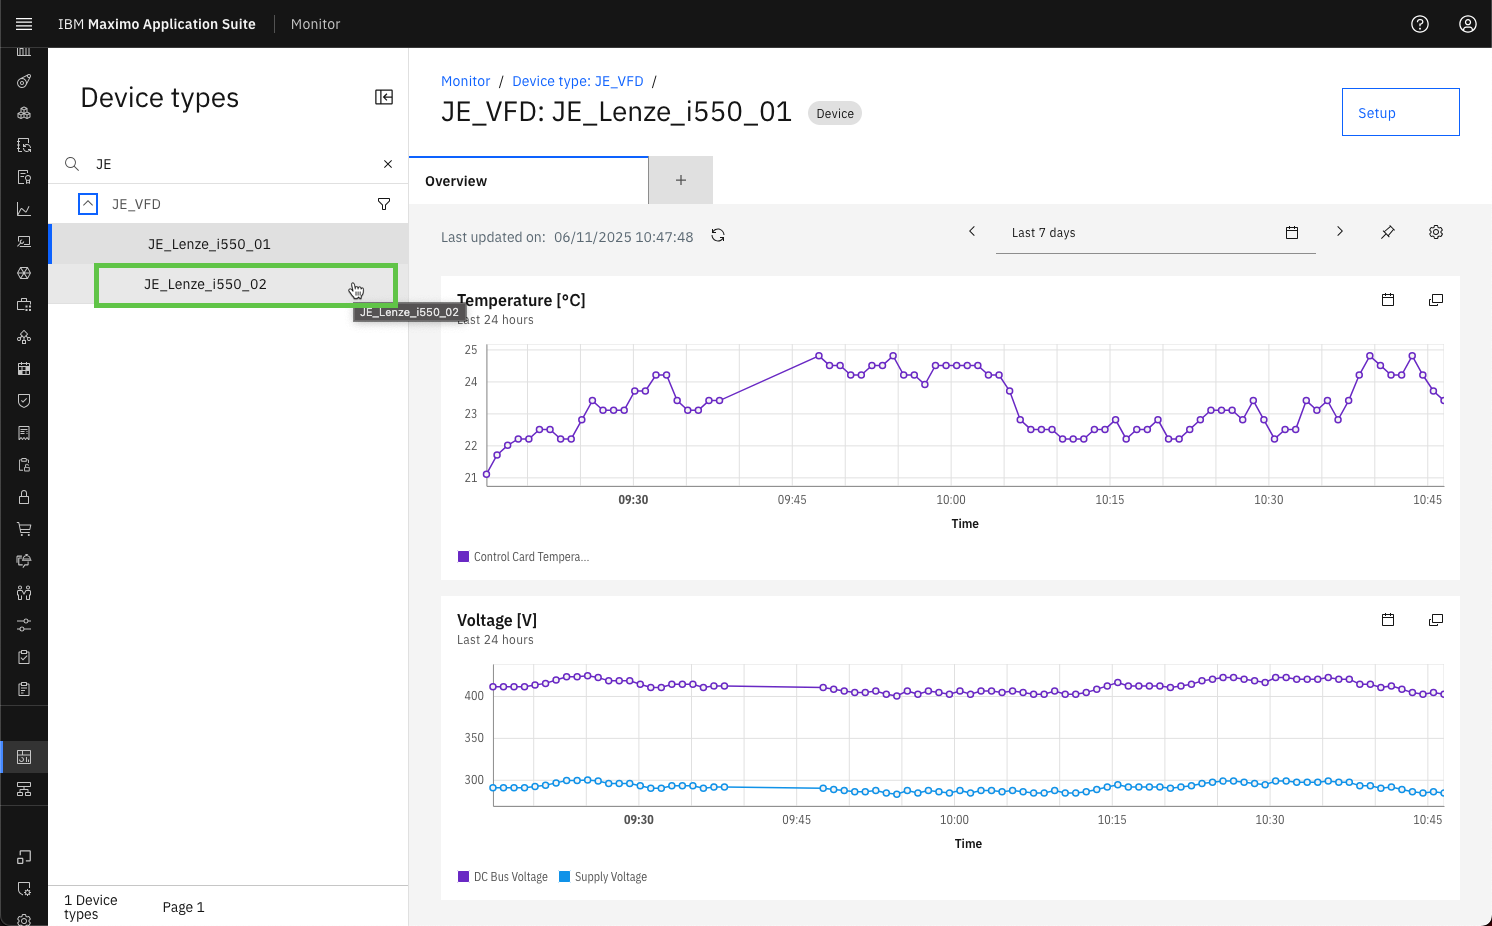 IBM Maximo Application Suite Monitor
Device types
JE
JE_VFD
JE_Lenze_i550_01
JE_Lenze_i550_02
JE_Lenze_i550_02
1 Device types
Page 1
Monitor / Device type: JE_VFD /
JE_VFD: JE_Lenze_i550_01 Device
Setup
Overview +
Last updated on: 06/11/2025 10:47:48
Last 7 days
Temperature [°C]
Last 24 hours
25
24
23
22
21
09:30 09:45 10:00 10:15 10:30 10:45
Time
Control Card Tempera...
Voltage [V]
Last 24 hours
400
350
300
09:30 09:45 10:00 10:15 10:30 10:45
Time
DC Bus Voltage Supply Voltage